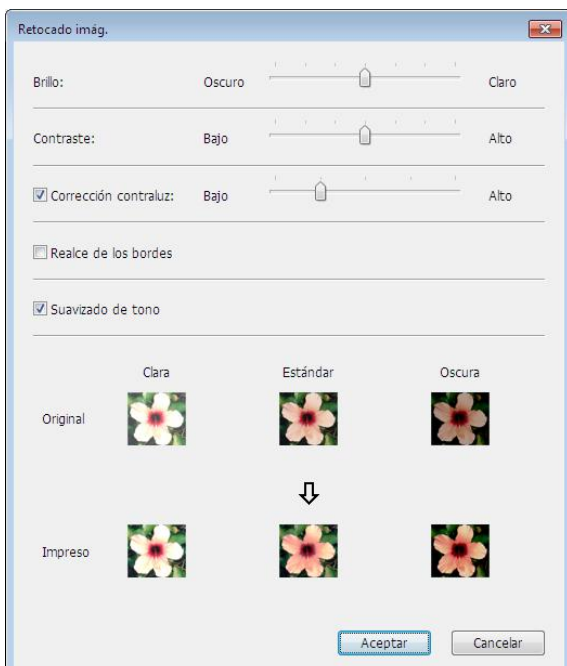 Retocado imág.
Brillo: Oscuro Claro
Contraste: Bajo Alto
Corrección contraluz: Bajo Alto
Realce de los bordes
Suavizado de tono
Clara Estándar Oscura
Original
Impreso
Aceptar Cancelar